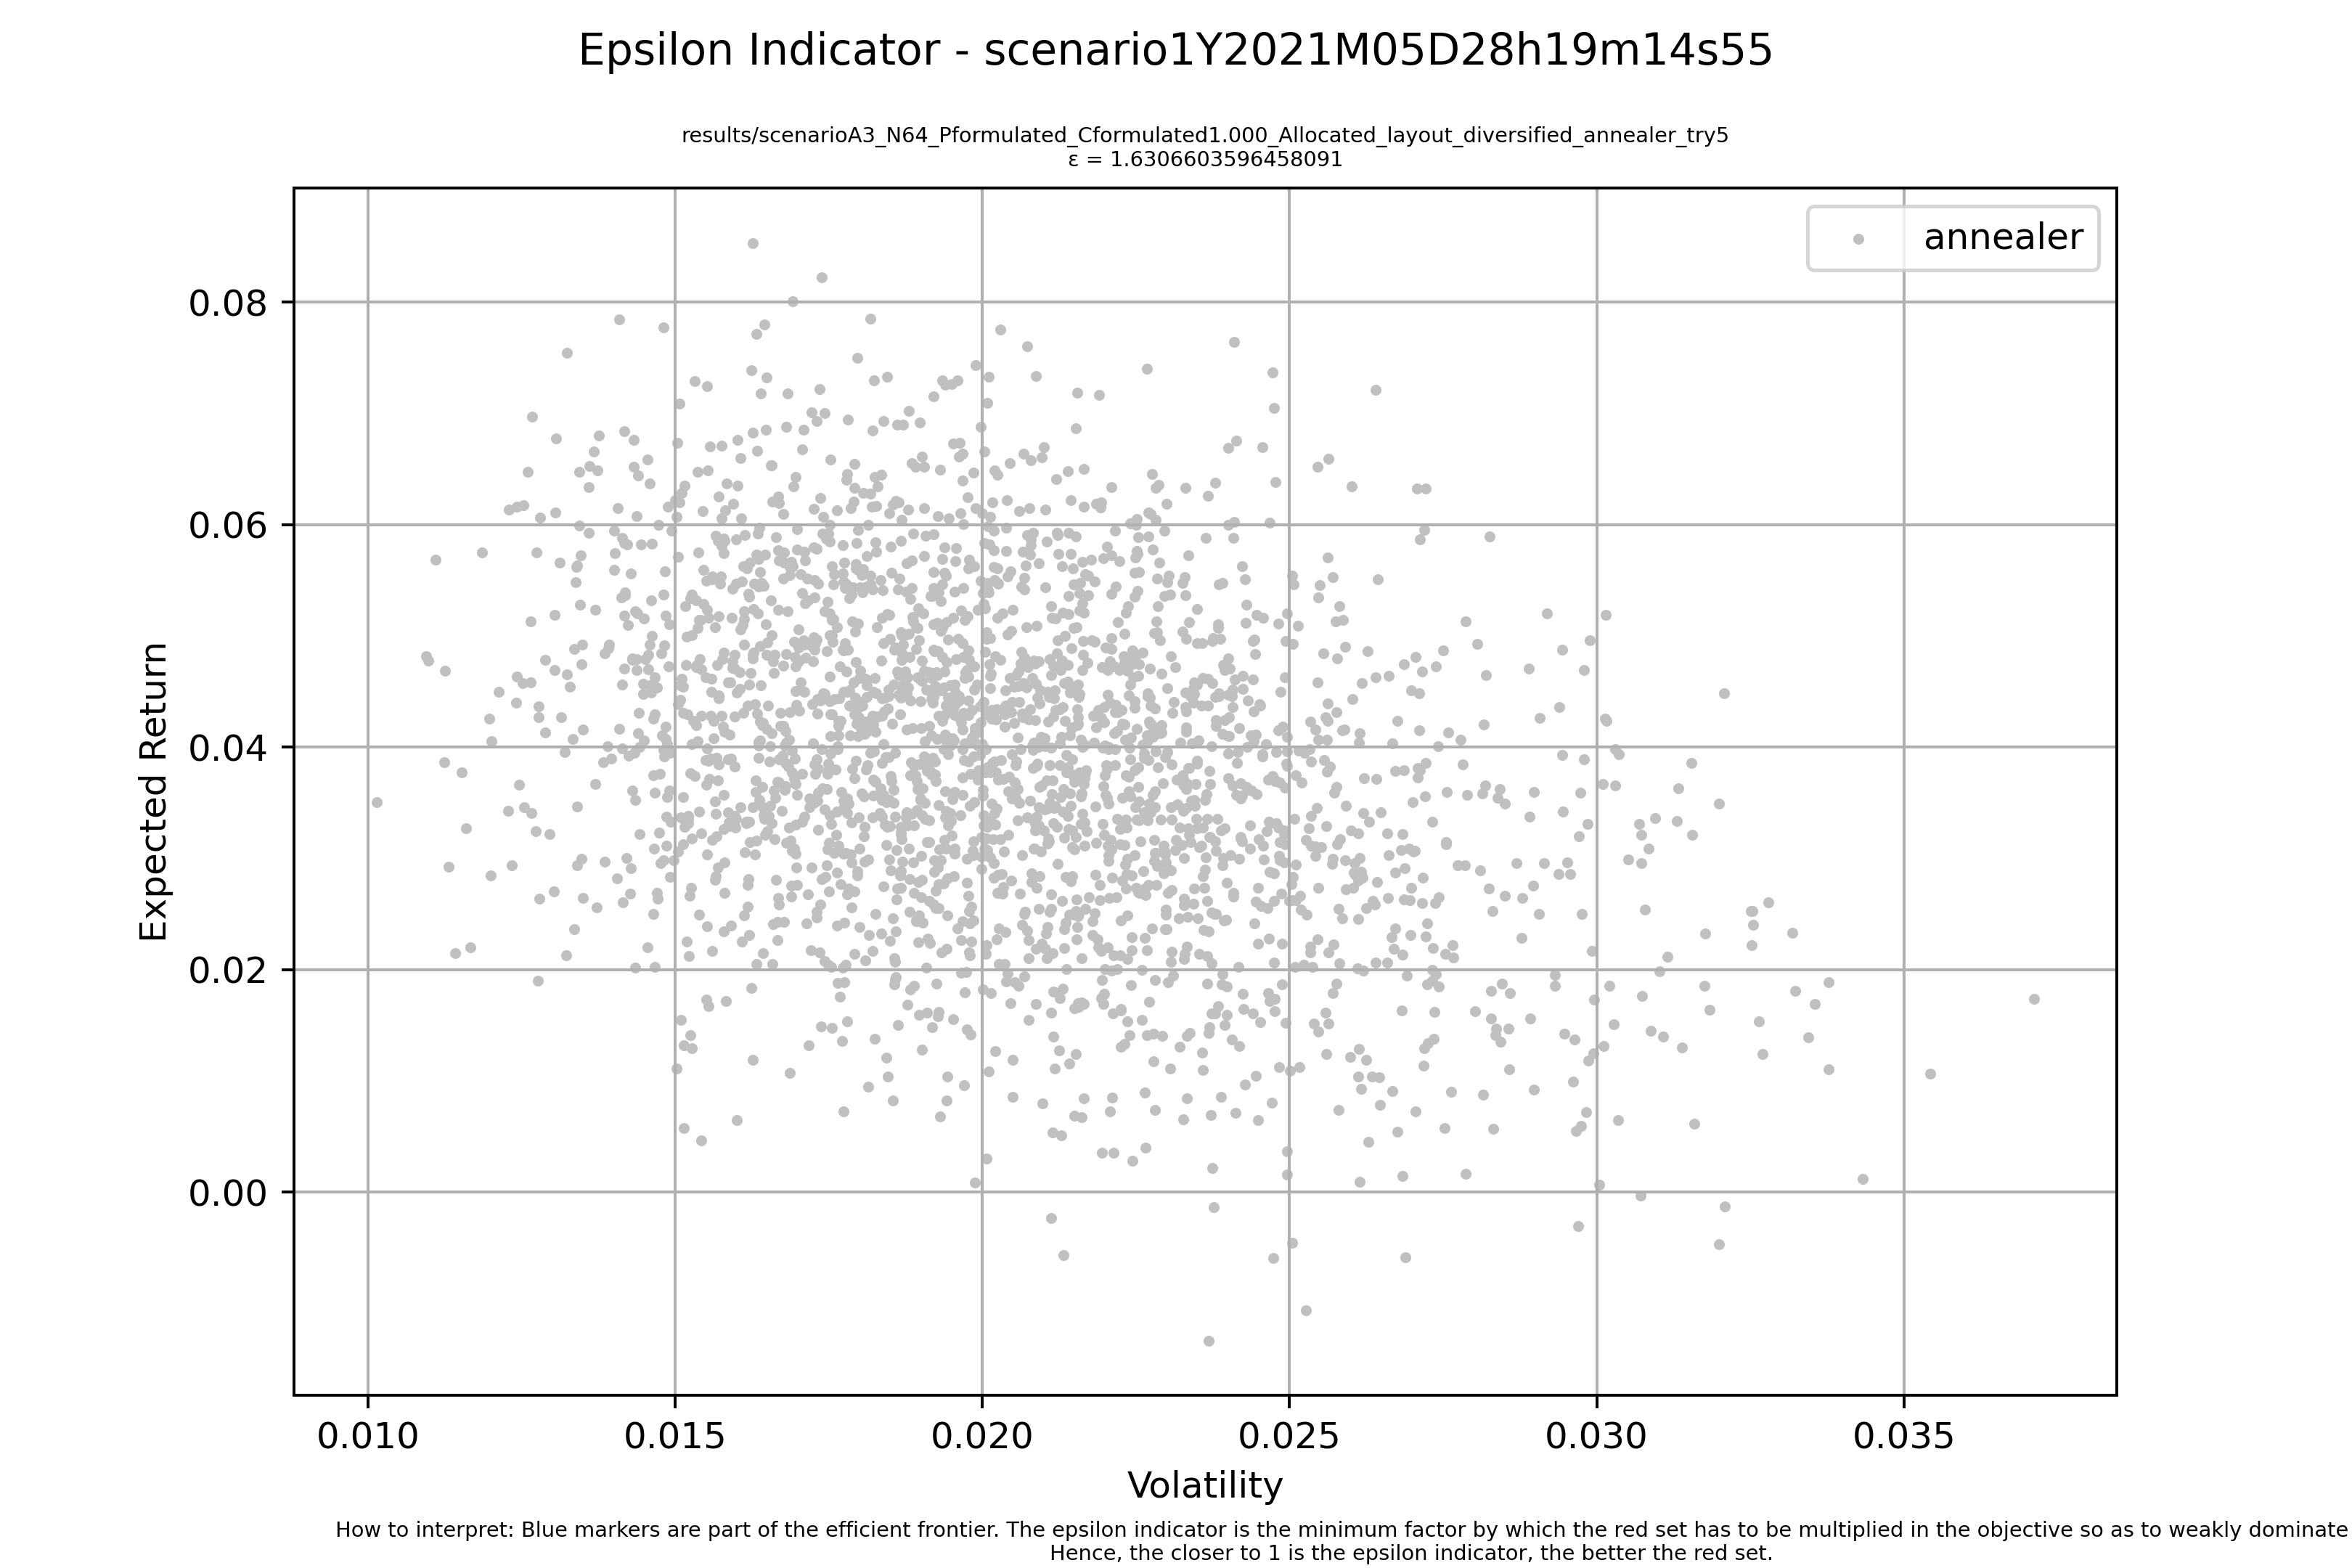 Epsilon Indicator - scenario1Y2021M05D28h19m14s55
results/scenarioA3_N64_Pformulated_Cformulated1.000_Allocated_layout_diversified_annealer_try5
ε = 1.6306603596458091
annealer
0.08
0.06
0.04
0.02
0.00
Expected Return
0.010 0.015 0.020 0.025 0.030 0.035
Volatility
How to interpret: Blue markers are part of the efficient frontier. The epsilon indicator is the minimum factor by which the red set has to be multiplied in the objective so as to weakly dominate
Hence, the closer to 1 is the epsilon indicator, the better the red set.